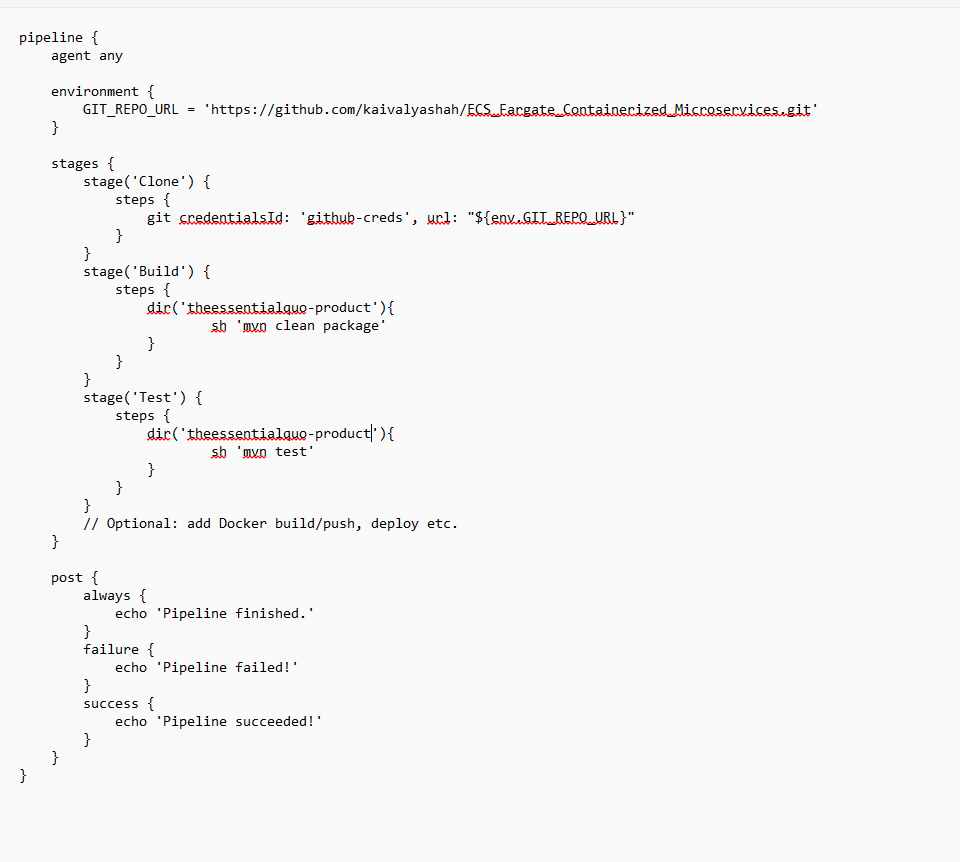 pipeline {
    agent any

    environment {
        GIT_REPO_URL = 'https://github.com/kaivalyashah/ECS_Eargate_Containerized_Microservices.git'
    }

    stages {
        stage('Clone') {
            steps {
                git credentialsId: 'github-creds', url: "${env.GIT_REPO_URL}"
            }
        }
        stage('Build') {
            steps {
                dir('theessentialquo-product'){
                        sh 'mvn clean package'
                }
            }
        }
        stage('Test') {
            steps {
                dir('theessentialquo-product'){
                        sh 'mvn test'
                }
            }
        }
        // Optional: add Docker build/push, deploy etc.
    }

    post {
        always {
            echo 'Pipeline finished.'
        }
        failure {
            echo 'Pipeline failed!'
        }
        success {
            echo 'Pipeline succeeded!'
        }
    }
}